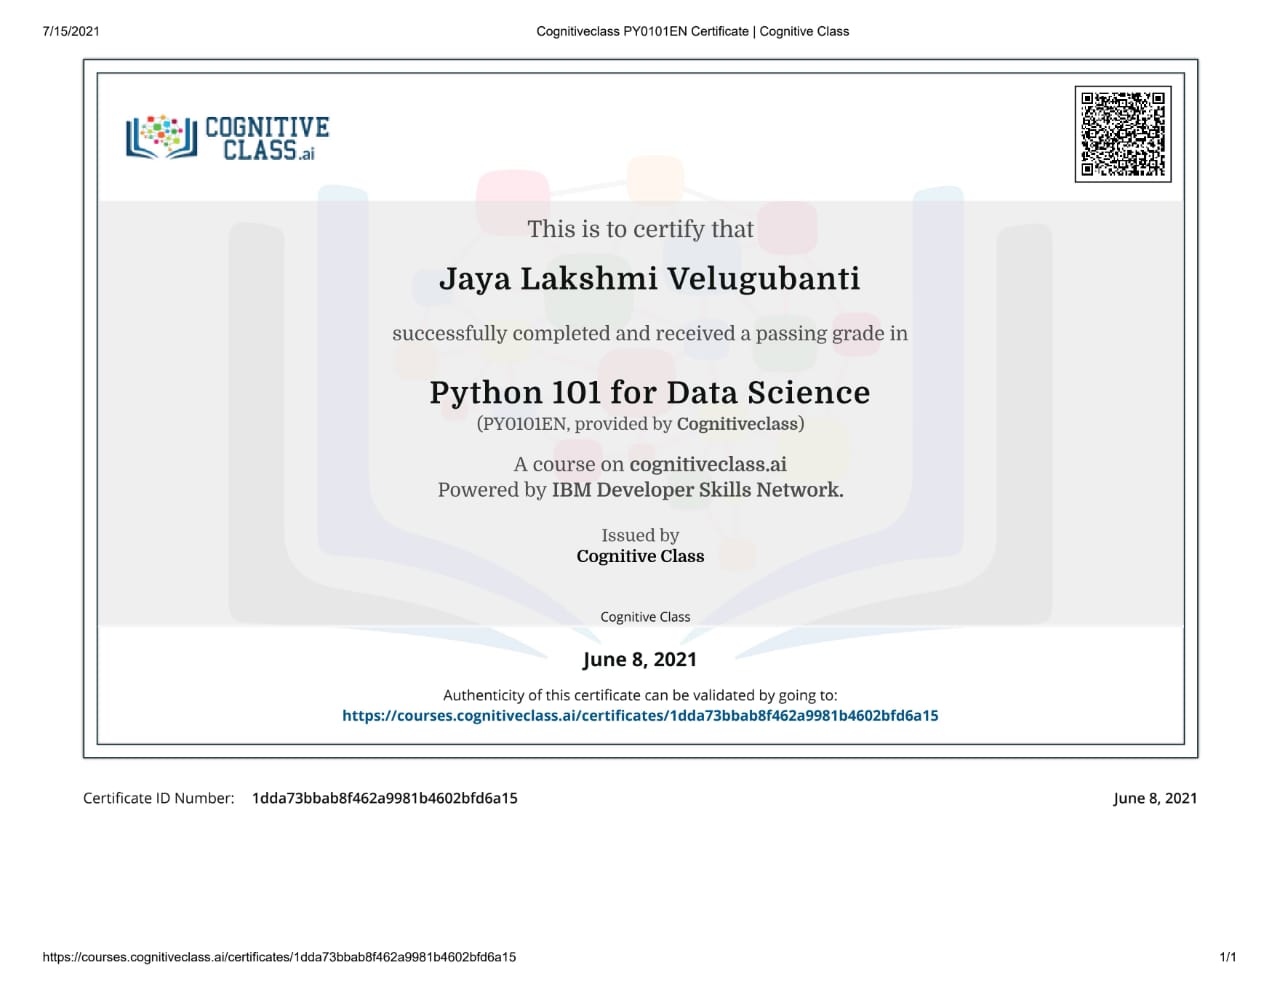 7/15/2021
Cognitiveclass PY0101EN Certificate | Cognitive Class
COGNITIVE
CLASS.ai
This is to certify that
Jaya Lakshmi Velugubanti
successfully completed and received a passing grade in
Python 101 for Data Science
(PY0101EN, provided by Cognitiveclass)
A course on cognitiveclass.ai
Powered by IBM Developer Skills Network.
Issued by
Cognitive Class
Cognitive Class
June 8, 2021
Authenticity of this certificate can be validated by going to:
https://courses.cognitiveclass.ai/certificates/1dda73bbab8f462a9981b4602bfd6a15
Certificate ID Number: 1dda73bbab8f462a9981b4602bfd6a15
June 8, 2021
https://courses.cognitiveclass.ai/certificates/1dda73bbab8f462a9981b4602bfd6a15
1/1